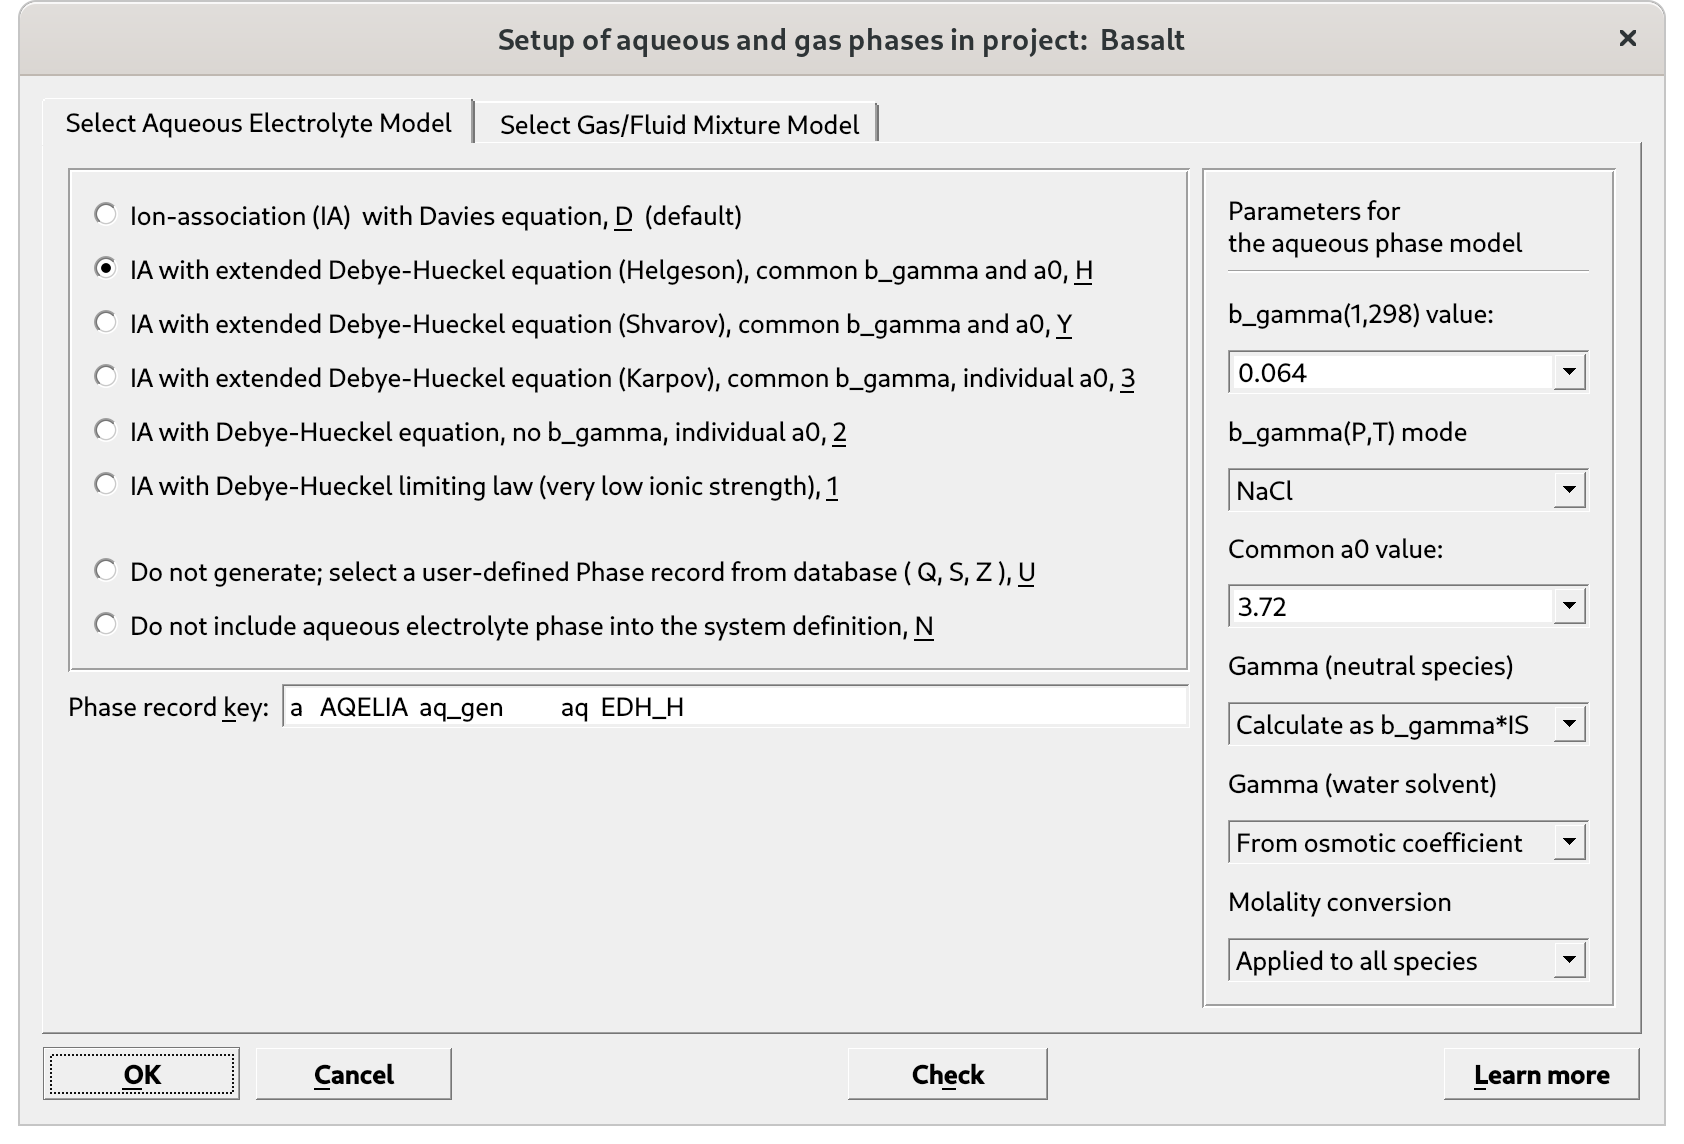 Setup of aqueous and gas phases in project: Basalt
Select Aqueous Electrolyte Model
Select Gas/Fluid Mixture Model
Ion-association (IA) with Davies equation, D (default)
IA with extended Debye-Hueckel equation (Helgeson), common b_gamma and a0, H
IA with extended Debye-Hueckel equation (Shvarov), common b_gamma and a0, Y
IA with extended Debye-Hueckel equation (Karpov), common b_gamma, individual a0, 3
IA with Debye-Hueckel equation, no b_gamma, individual a0, 2
IA with Debye-Hueckel limiting law (very low ionic strength), 1
Do not generate; select a user-defined Phase record from database ( Q, S, Z ), U
Do not include aqueous electrolyte phase into the system definition, N
Phase record key: a AQELIA aq_gen aq EDH_H
Parameters for
the aqueous phase model
b_gamma(1,298) value:
0.064
b_gamma(P,T) mode
NaCl
Common a0 value:
3.72
Gamma (neutral species)
Calculate as b_gamma*IS
Gamma (water solvent)
From osmotic coefficient
Molality conversion
Applied to all species
OK
Cancel
Check
Learn more